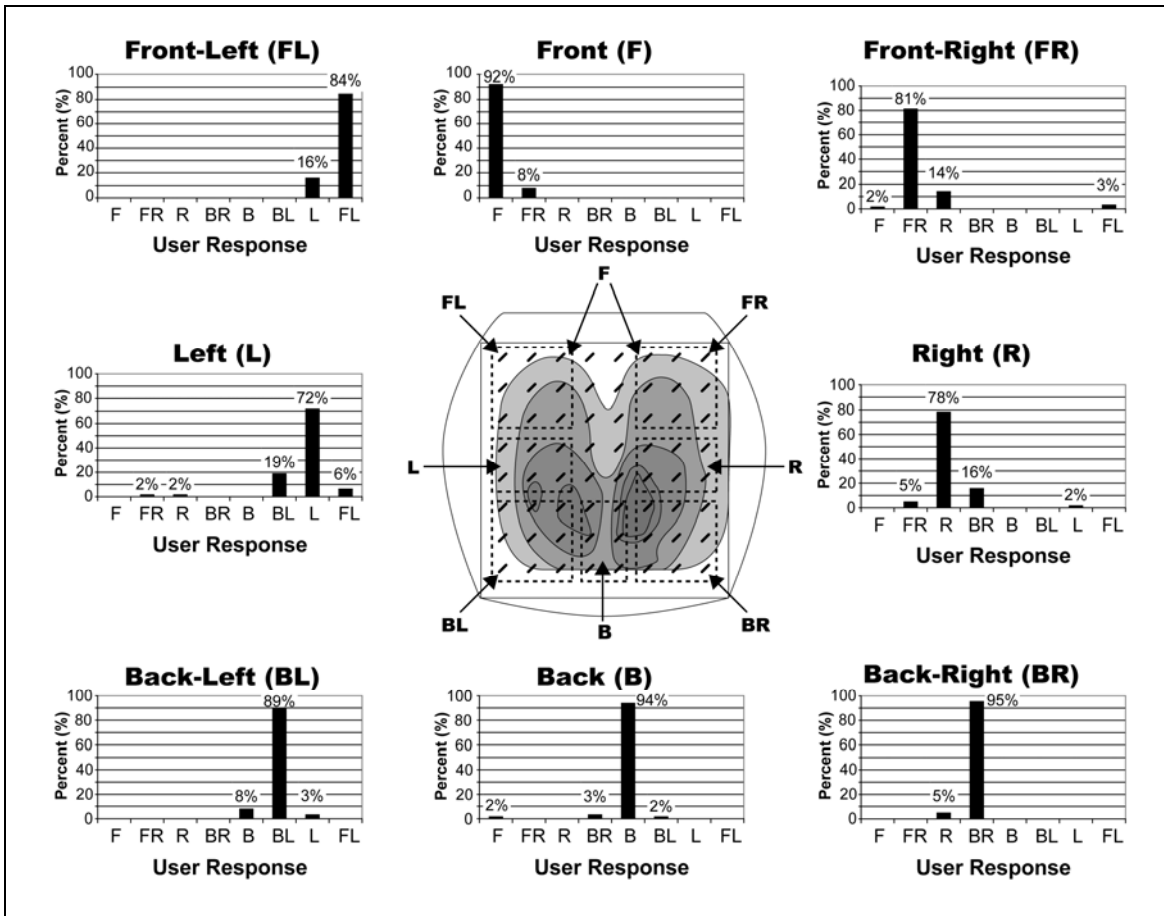 Front-Left (FL)
Percent (%)
100
80
60
40
20
0
84%
16%
F FR R BR B BL L FL
User Response
Front (F)
Percent (%)
100
80
60
40
20
0
92%
8%
F FR R BR B BL L FL
User Response
Front-Right (FR)
Percent (%)
100
80
60
40
20
0
81%
14%
2%
3%
F FR R BR B BL L FL
User Response
Left (L)
Percent (%)
100
80
60
40
20
0
72%
19%
6%
2% 2%
F FR R BR B BL L FL
User Response
F
FL
FR
L
R
BL
B
BR
Right (R)
Percent (%)
100
80
60
40
20
0
78%
16%
5%
2%
F FR R BR B BL L FL
User Response
Back-Left (BL)
Percent (%)
100
80
60
40
20
0
89%
8% 3%
F FR R BR B BL L FL
User Response
Back (B)
Percent (%)
100
80
60
40
20
0
94%
2%
3%
2%
F FR R BR B BL L FL
User Response
Back-Right (BR)
Percent (%)
100
80
60
40
20
0
95%
5%
F FR R BR B BL L FL
User Response